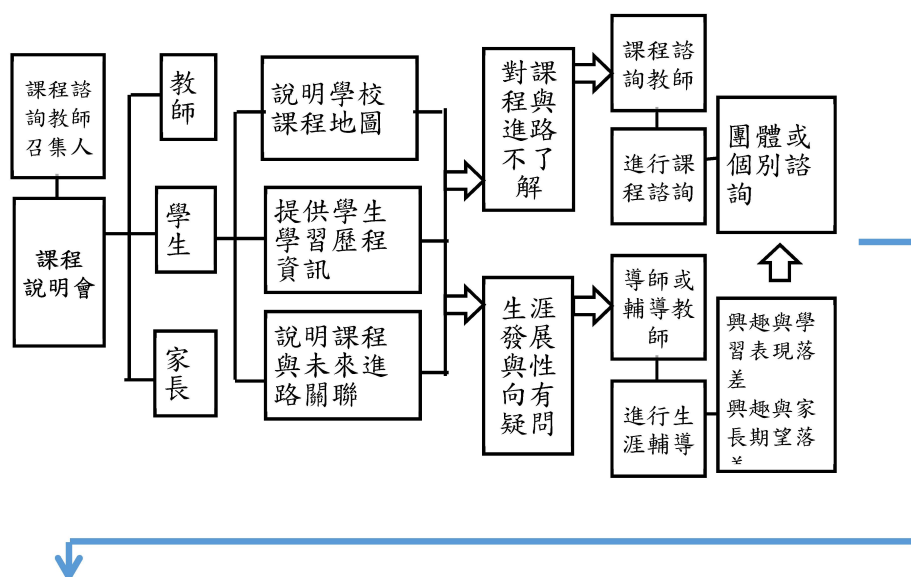 課程諮
詢教師
召集人
課程
說明會
教
師
學
生
家
長
說明學校
課程地圖
提供學生
學習歷程
資訊
說明課程
與未來進
路關聯
對課
程與
進路
不了
解
生涯
發展
與性
向有
疑問
課程諮
詢教師
進行課
程諮詢
團體或
個別諮
詢
導師或
輔導教
師
進行生
涯輔導
興趣與學
習表現落
差
興趣與家
長期望落